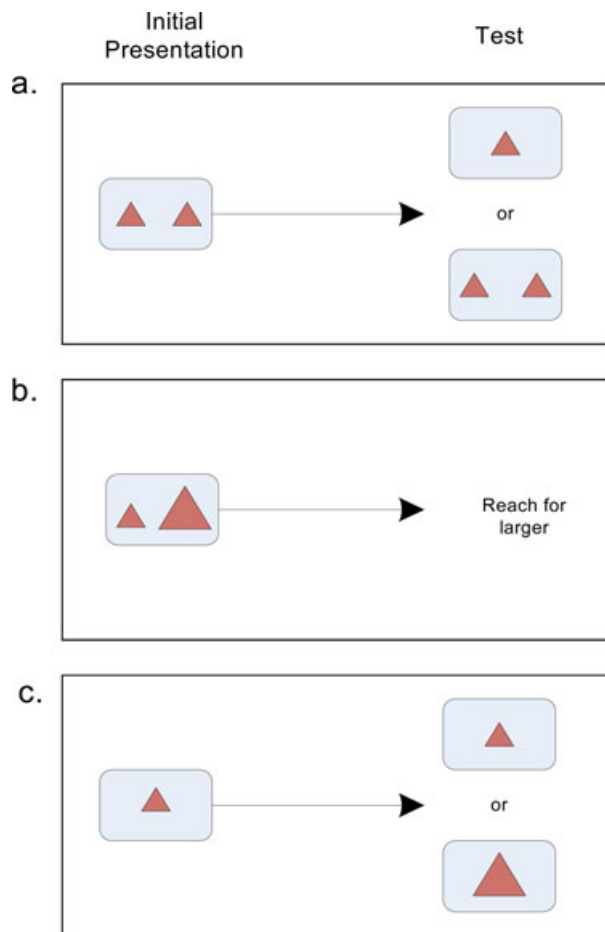 Initial
Presentation
Test
a.
or
b.
Reach for
larger
c.
or